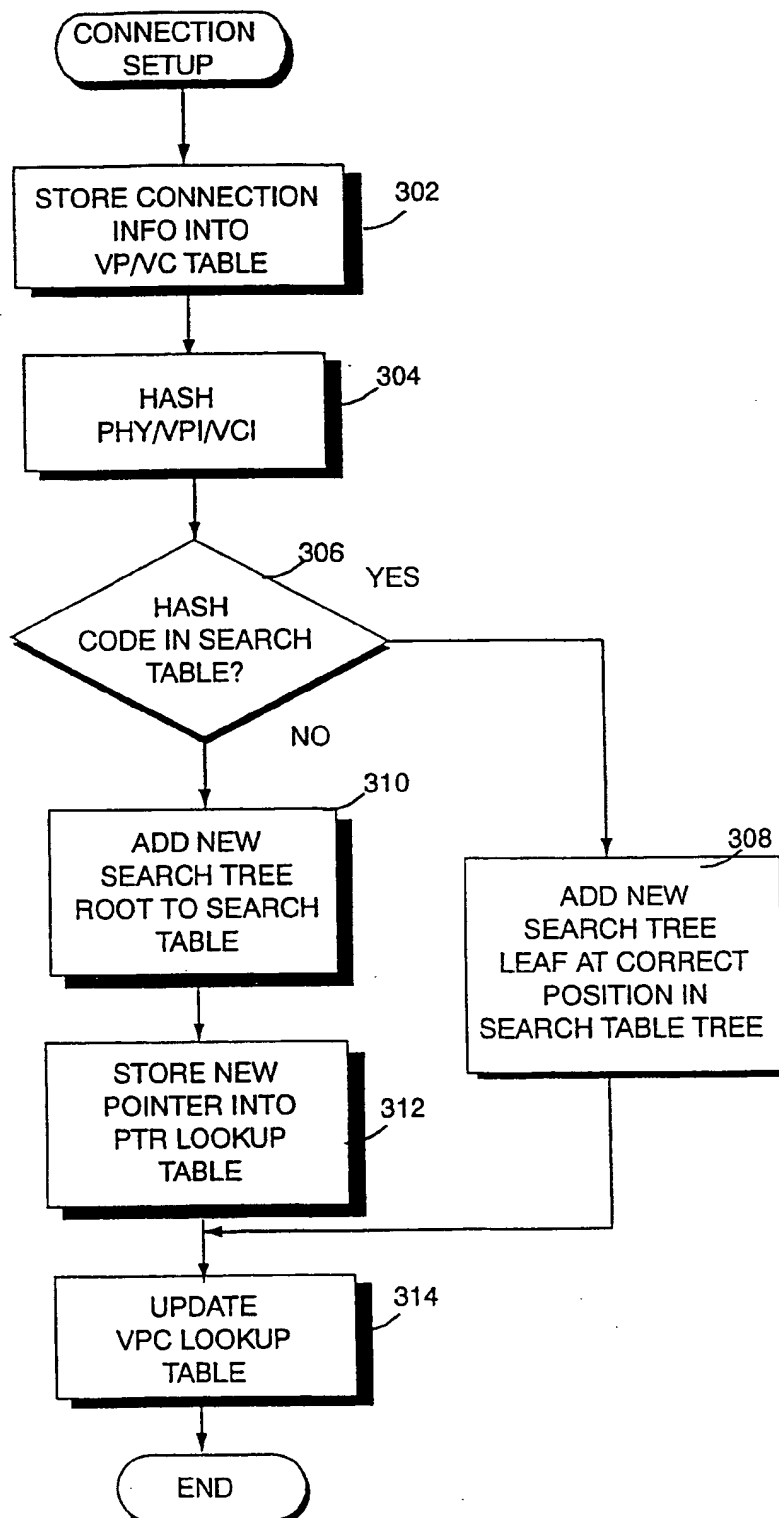 CONNECTION
SETUP
STORE CONNECTION
INFO INTO
VP/VC TABLE
302
HASH
PHY/VPI/VCI
304
306
YES
HASH
CODE IN SEARCH
TABLE?
NO
310
ADD NEW
SEARCH TREE
ROOT TO SEARCH
TABLE
308
ADD NEW
SEARCH TREE
LEAF AT CORRECT
POSITION IN
SEARCH TABLE TREE
STORE NEW
POINTER INTO
PTR LOOKUP
TABLE
312
UPDATE
VPC LOOKUP
TABLE
314
END